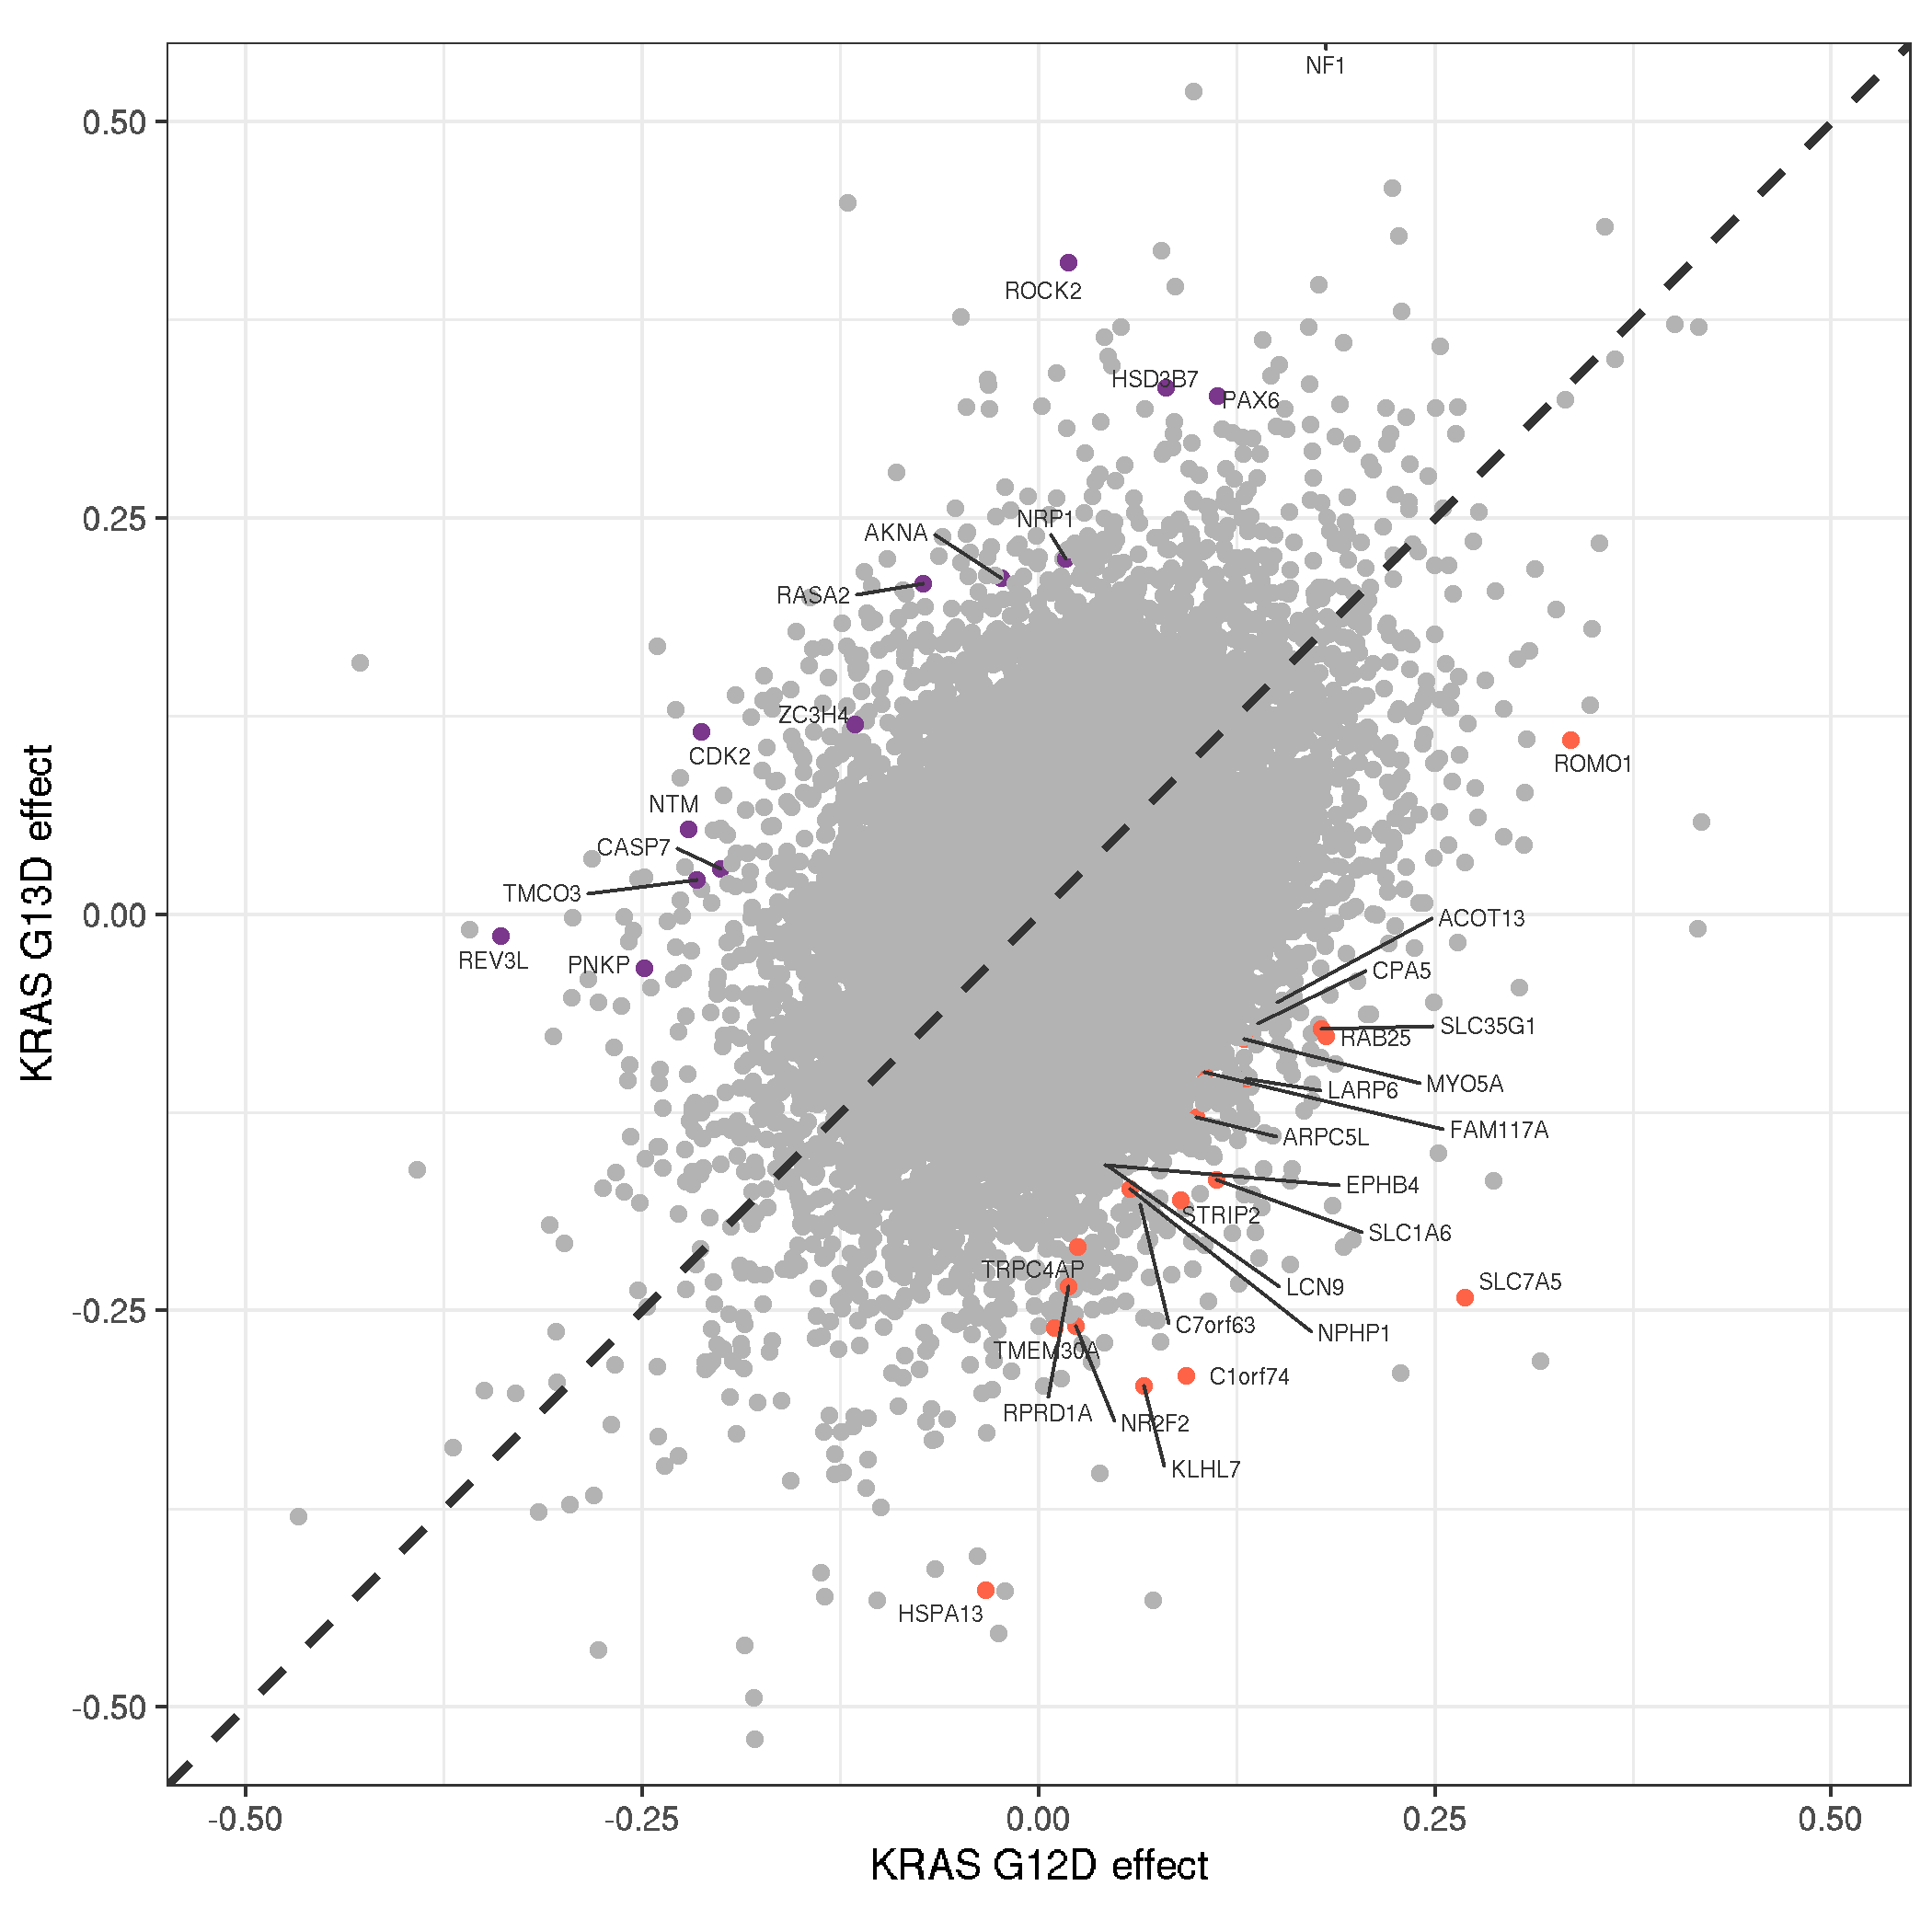 NF1
0.50
ROCK2
HSD3B7
PAX6
0.25
NRP1
AKNA
RASA2
ZC3H4
CDK2
ROMO1
NTM
CASP7
TMCO3
0.00
ACOT13
REV3L
PNKP
CPA5
SLC35G1
RAB25
MYO5A
LARP6
FAM117A
ARPC5L
EPHB4
STRIP2
SLC1A6
TRPC4AP
LCN9
SLC7A5
-0.25
C7orf63
NPHP1
TMEM30A
C1orf74
RPRD1A
NR2F2
KLHL7
HSPA13
-0.50
-0.50
-0.25
0.00
0.25
0.50
KRAS G12D effect
KRAS G13D effect